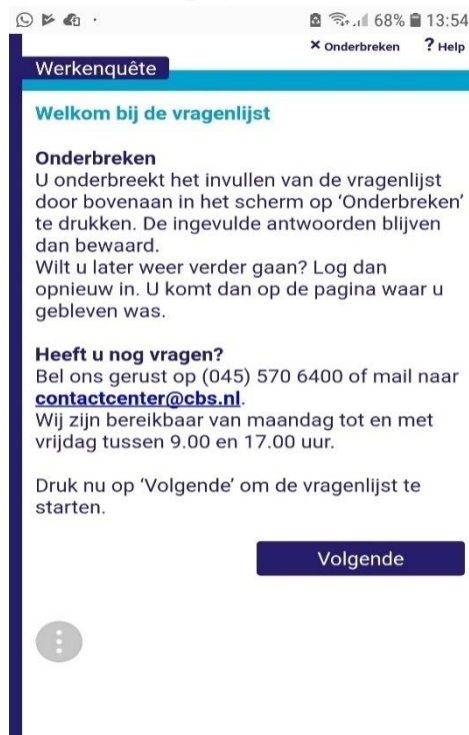 68% 13:54
× Onderbreken ? Help
Werkenquête
Welkom bij de vragenlijst
Onderbreken
U onderbreekt het invullen van de vragenlijst
door bovenaan in het scherm op ‘Onderbreken’
te drukken. De ingevulde antwoorden blijven
dan bewaard.
Wilt u later weer verder gaan? Log dan
opnieuw in. U komt dan op de pagina waar u
gebleven was.
Heeft u nog vragen?
Bel ons gerust op (045) 570 6400 of mail naar
contactcenter@cbs.nl.
Wij zijn bereikbaar van maandag tot en met
vrijdag tussen 9.00 en 17.00 uur.
Druk nu op ‘Volgende’ om de vragenlijst te
starten.
Volgende